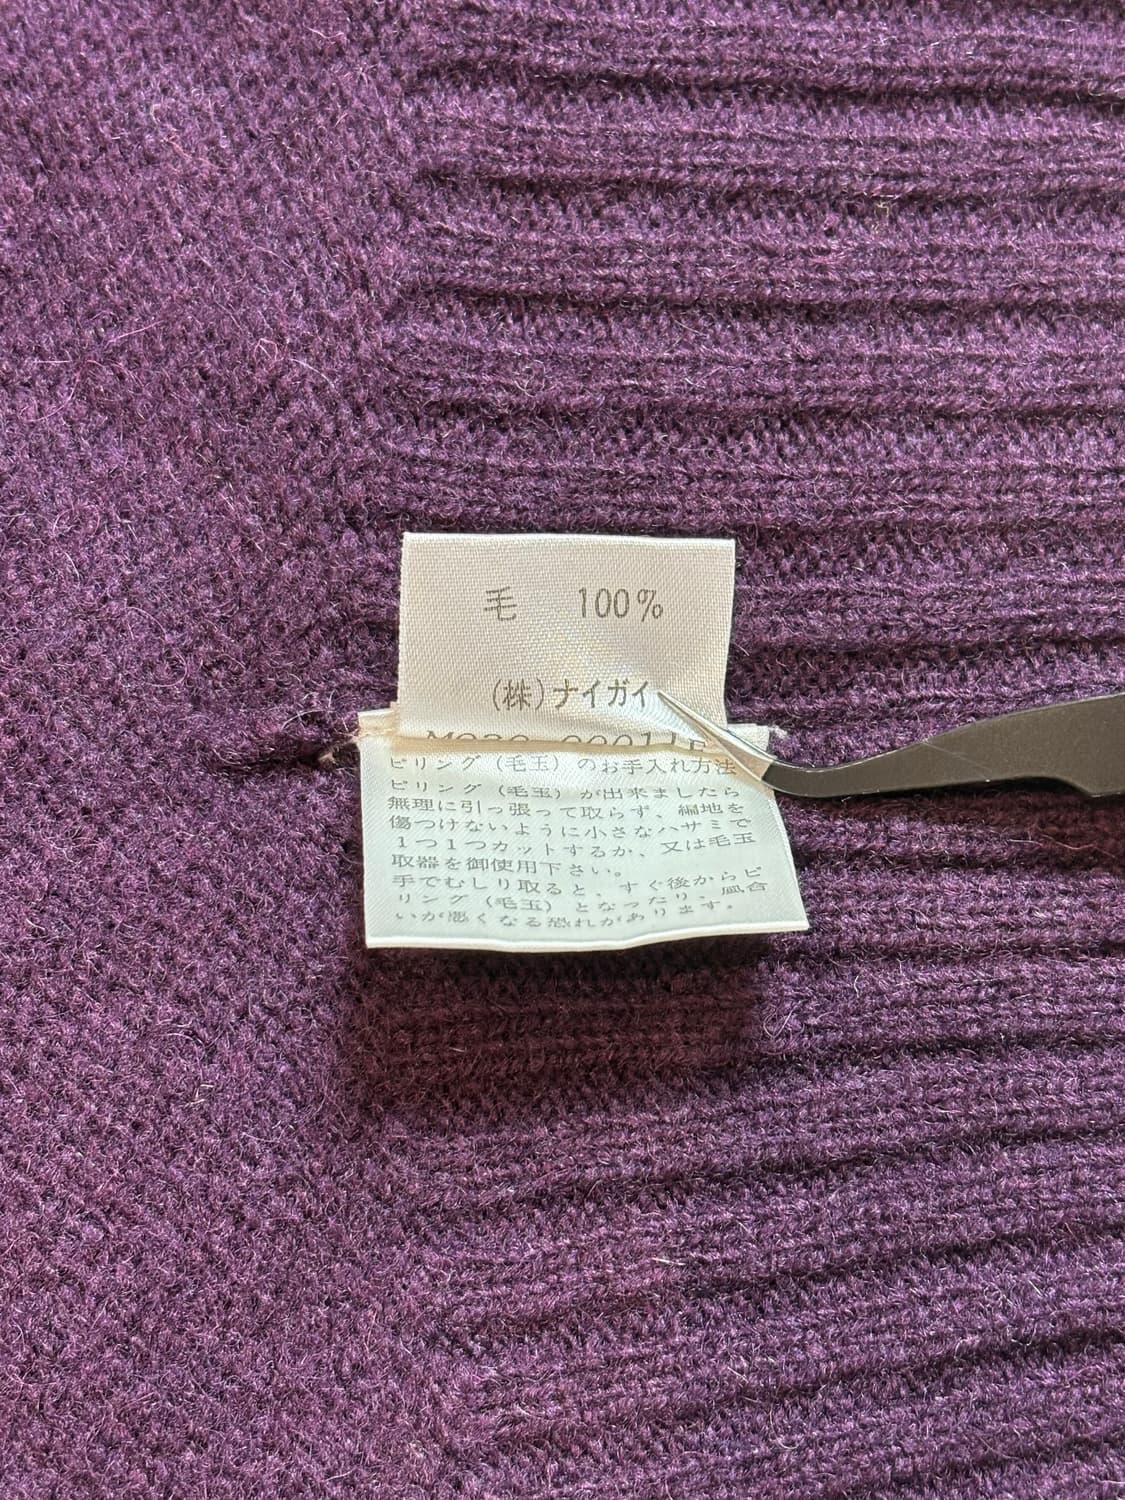 毛 100%
(株)ナイガイ
ピリング(毛玉)のお手入れ方法
ピリング(毛玉)が出来ましたら
無理に引っ張って取らず、編地を
傷つけないように小さなハサミで
1つ1つカットするか、又は毛玉
取器を御使用下さい。
手でむしり取ると、すぐ後からピ
リング(毛玉)となったり、風合
いが悪くなる恐れがあります。